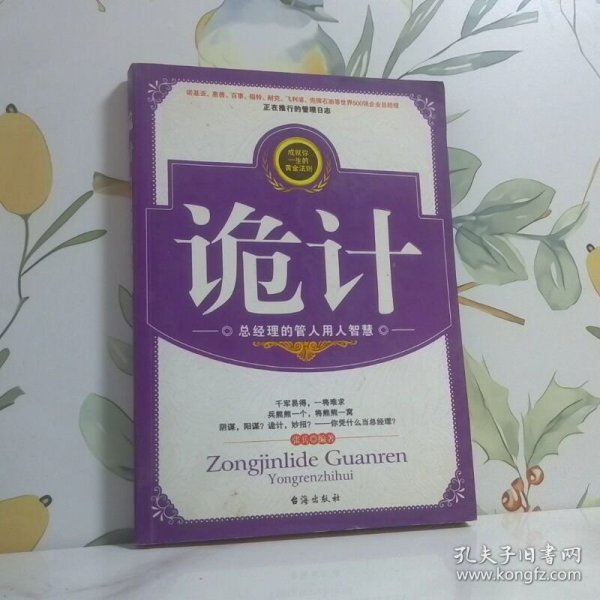 诺基亚、惠普、百事、福特、耐克、飞利浦、壳牌石油等世界500强企业总经理
正在推行的管理日志
成就你
一生的
黄金法则
诡计
总经理的管人用人智慧
千军易得，一将难求
兵熊熊一个，将熊熊一窝
阴谋，阳谋？诡计，妙招？——你凭什么当总经理？
编著
Zongjinlide Guanren
Yongrenzhihui
台海出版社
孔夫子旧书网
www.kongfz.com